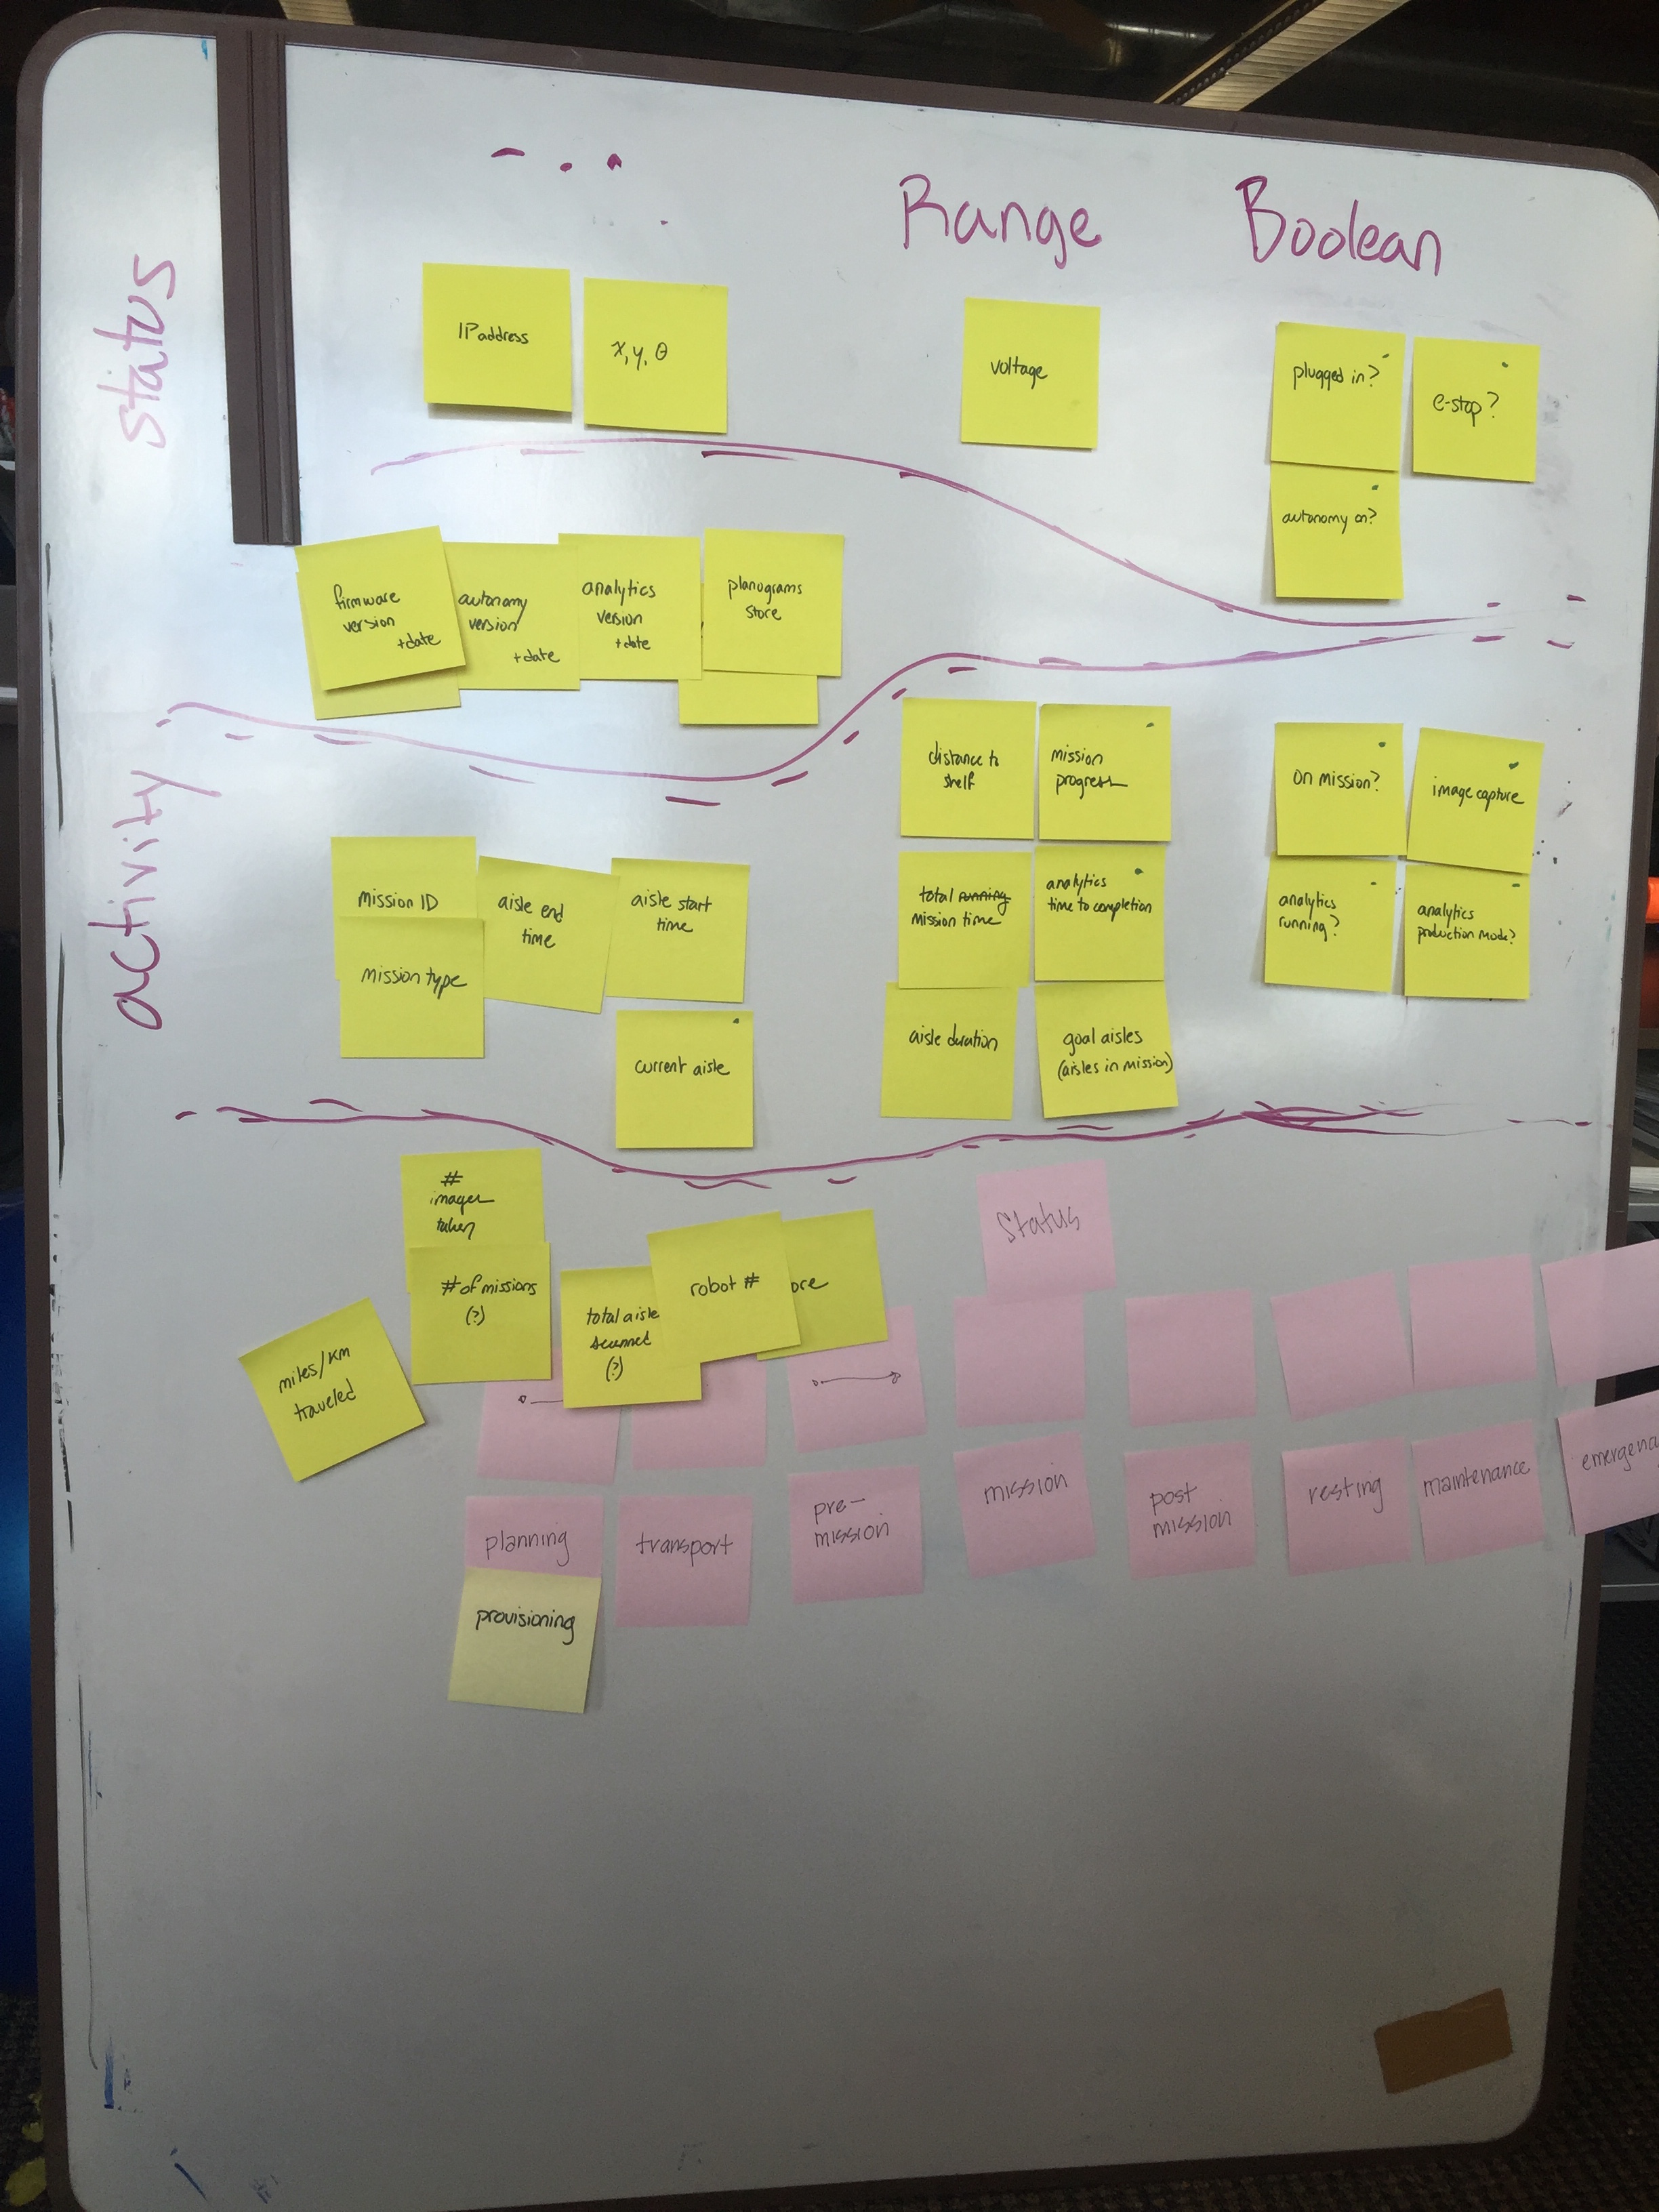 Range
Boolean
status
IP address
x, y, θ
voltage
plugged in?
e-stop?
autonomy on?
firmware
version
+date
autonomy
version
+date
analytics
version
+date
planograms
store
activity
distance to
shelf
mission
progress
on mission?
image capture
mission ID
mission type
aisle end
time
aisle start
time
current aisle
total running
mission time
analytics
time to completion
analytics
running?
analytics
production mode?
aisle duration
goal aisles
(aisles in mission)
#
images
taken
# of missions
(?)
miles/km
traveled
total aisle
scanned
(?)
robot #
ore
Status
planning
transport
pre-
mission
mission
post
mission
resting
maintenance
emergenc
provisioning